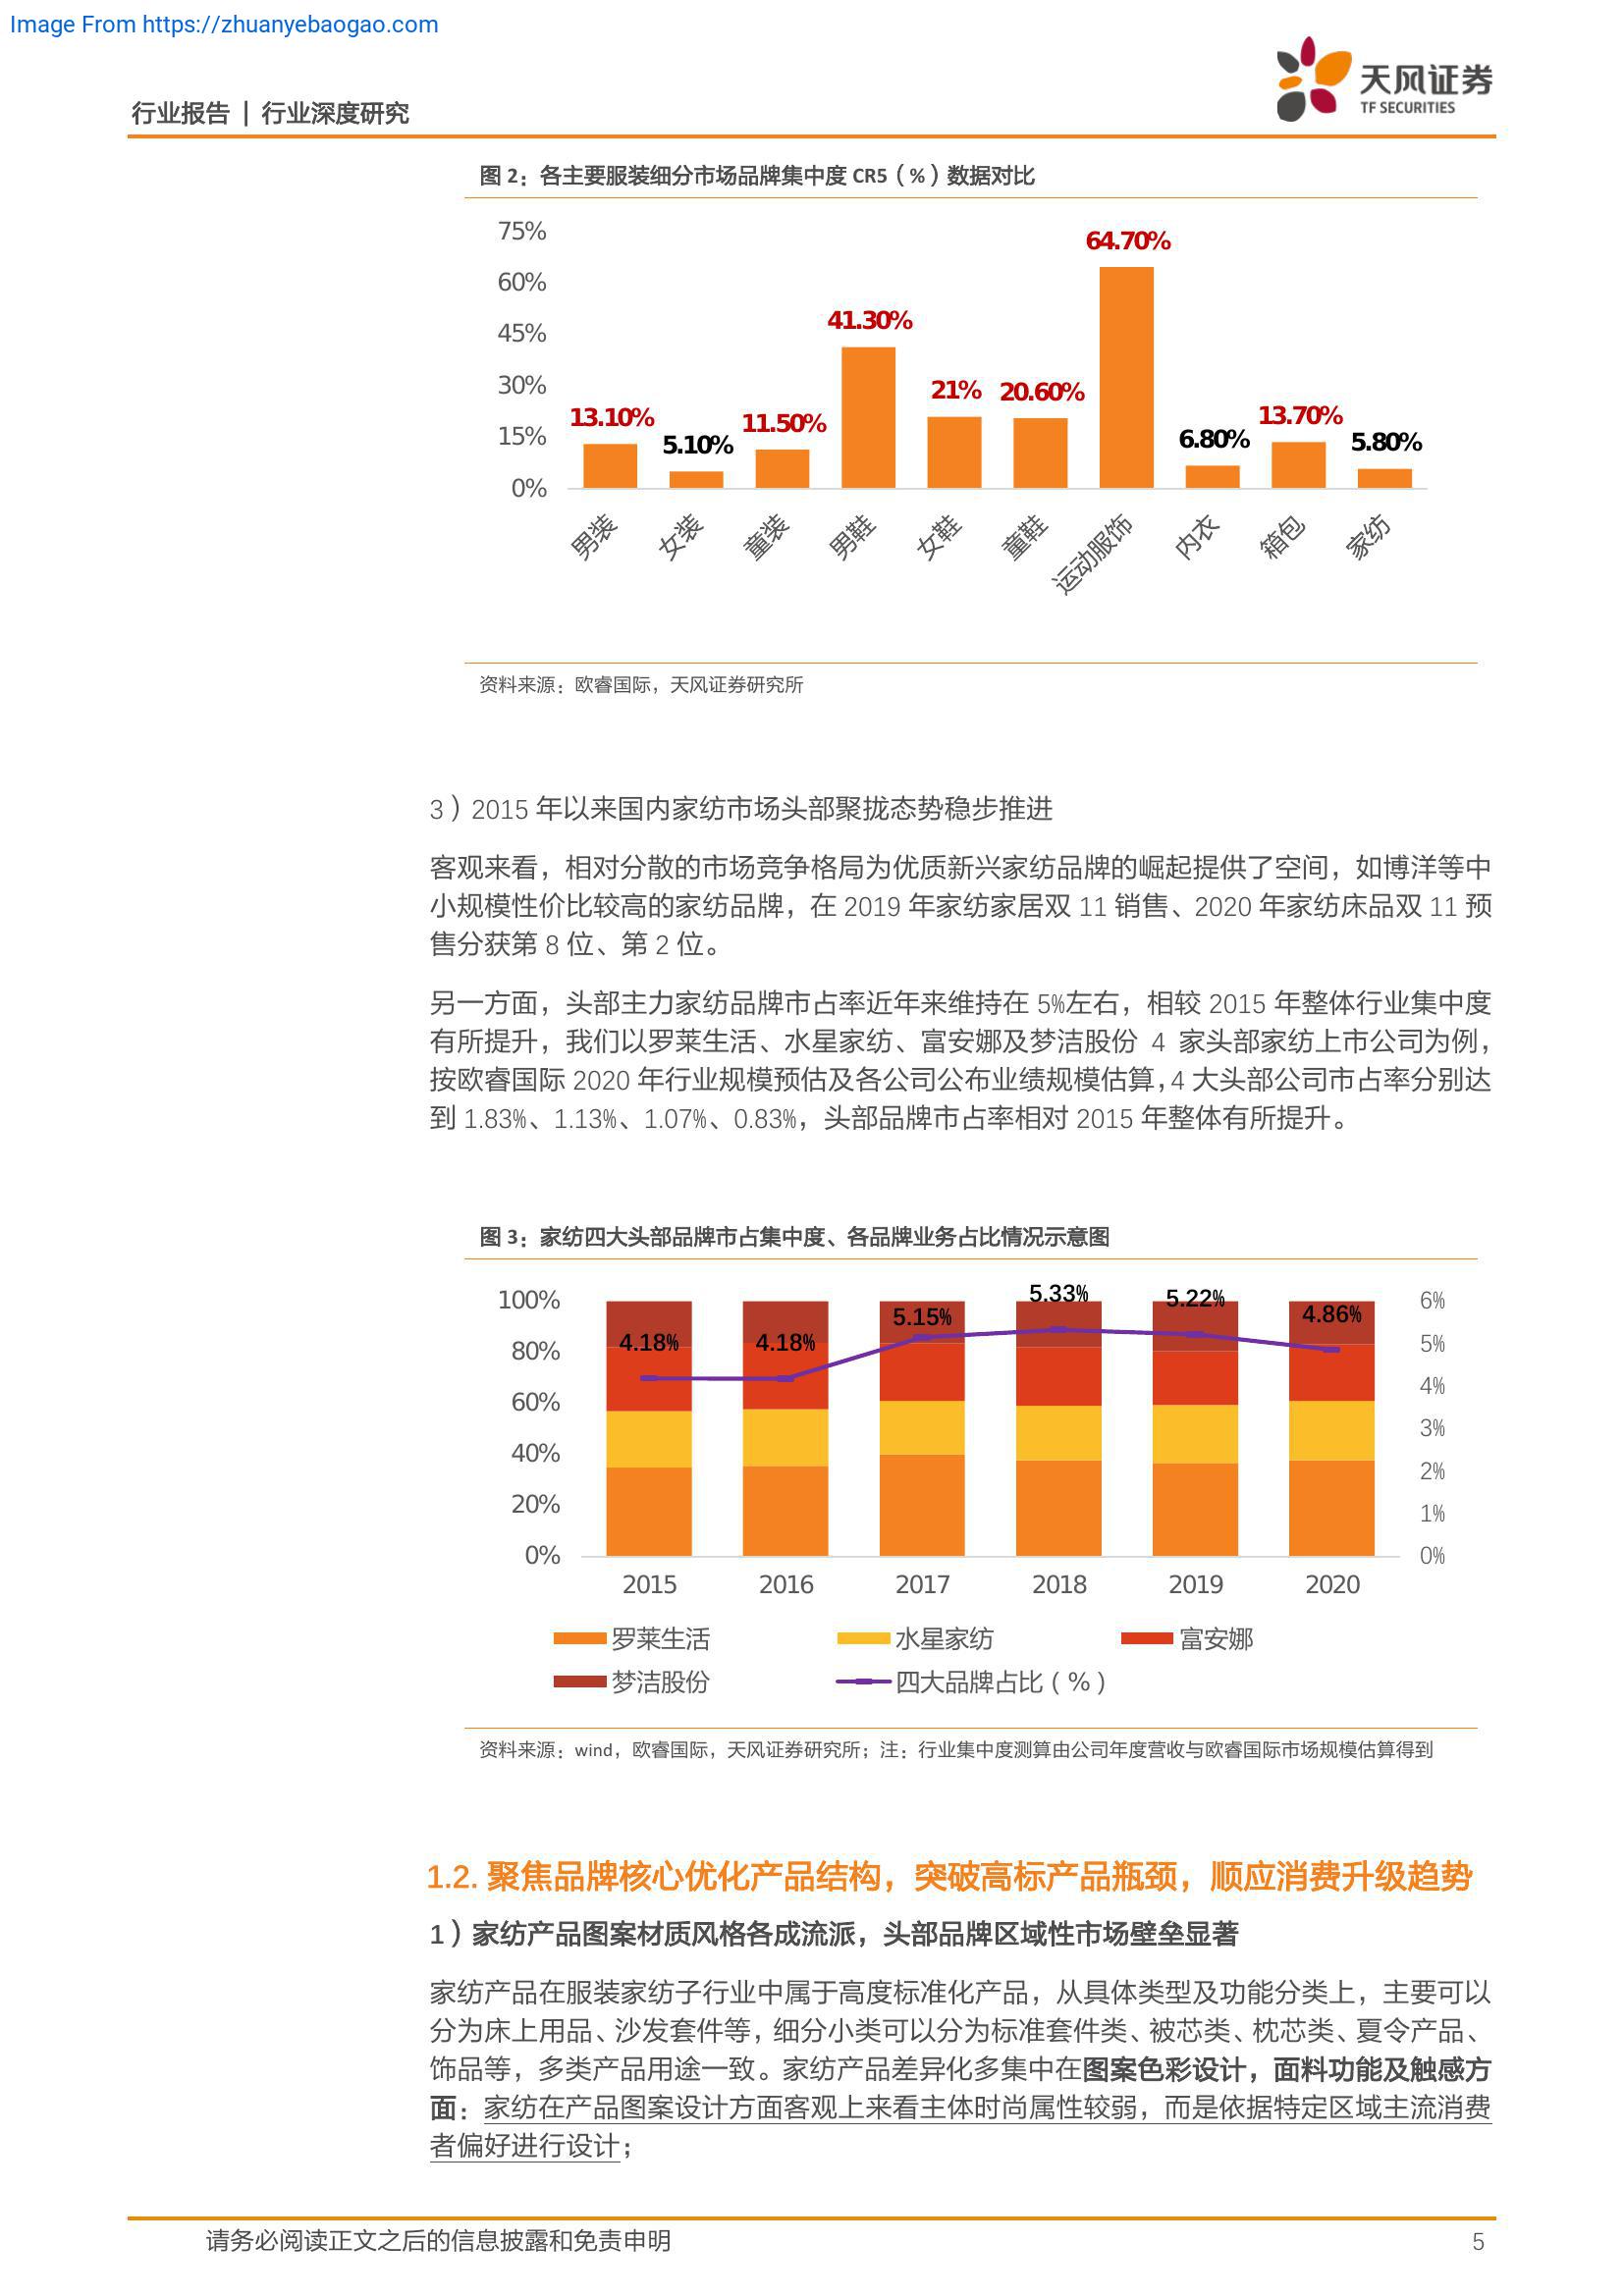 Image From https://zhuanyebaogao.com
天风证券
TF SECURITIES
行业报告 | 行业深度研究
图 2：各主要服装细分市场品牌集中度 CR5（%）数据对比
75%
60%
45%
30%
15%
0%
13.10%
5.10%
11.50%
41.30%
21%
20.60%
64.70%
6.80%
13.70%
5.80%
男装
女装
童装
男鞋
女鞋
童鞋
运动服饰
内衣
箱包
家纺
资料来源：欧睿国际，天风证券研究所
3）2015 年以来国内家纺市场头部聚拢态势稳步推进
客观来看，相对分散的市场竞争格局为优质新兴家纺品牌的崛起提供了空间，如博洋等中
小规模性价比较高的家纺品牌，在 2019 年家纺家居双 11 销售、2020 年家纺床品双 11 预
售分获第 8 位、第 2 位。
另一方面，头部主力家纺品牌市占率近年来维持在 5%左右，相较 2015 年整体行业集中度
有所提升，我们以罗莱生活、水星家纺、富安娜及梦洁股份 4 家头部家纺上市公司为例，
按欧睿国际 2020 年行业规模预估及各公司公布业绩规模估算，4 大头部公司市占率分别达
到 1.83%、1.13%、1.07%、0.83%，头部品牌市占率相对 2015 年整体有所提升。
图 3：家纺四大头部品牌市占集中度、各品牌业务占比情况示意图
100%
80%
60%
40%
20%
0%
4.18%
4.18%
5.15%
5.33%
5.22%
4.86%
6%
5%
4%
3%
2%
1%
0%
2015
2016
2017
2018
2019
2020
罗莱生活
水星家纺
富安娜
梦洁股份
四大品牌占比（%）
资料来源：wind，欧睿国际，天风证券研究所；注：行业集中度测算由公司年度营收与欧睿国际市场规模估算得到
1.2. 聚焦品牌核心优化产品结构，突破高标产品瓶颈，顺应消费升级趋势
1）家纺产品图案材质风格各成流派，头部品牌区域性市场壁垒显著
家纺产品在服装家纺子行业中属于高度标准化产品，从具体类型及功能分类上，主要可以
分为床上用品、沙发套件等，细分小类可以分为标准套件类、被芯类、枕芯类、夏令产品、
饰品等，多类产品用途一致。家纺产品差异化多集中在图案色彩设计，面料功能及触感方
面：家纺在产品图案设计方面客观上来看主体时尚属性较弱，而是依据特定区域主流消费
者偏好进行设计；
请务必阅读正文之后的信息披露和免责申明
5